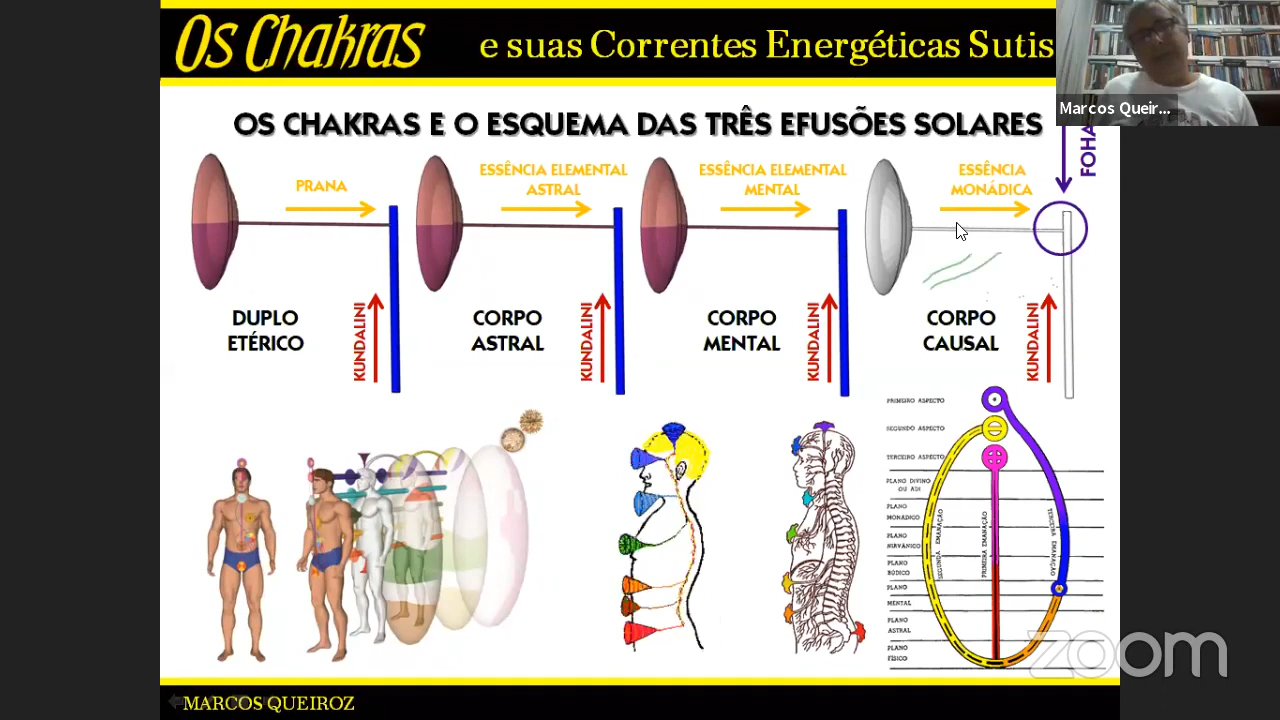 Os Chakras
e suas Correntes Energéticas Sutis
Marcos Queir...
OS CHAKRAS E O ESQUEMA DAS TRÊS EFUSÕES SOLARES
FOHA
PRANA
ESSÊNCIA ELEMENTAL
ASTRAL
ESSÊNCIA ELEMENTAL
MENTAL
ESSÊNCIA
MONÁDICA
KUNDALINI
KUNDALINI
KUNDALINI
KUNDALINI
DUPLO
ETÉRICO
CORPO
ASTRAL
CORPO
MENTAL
CORPO
CAUSAL
PRIMEIRO ASPECTO
SEGUNDO ASPECTO
TERCEIRO ASPECTO
PLANO DIVINO
OU ADI
PLANO
MONÁDICO
PLANO
NIRVÁNICO
PLANO
BÚDICO
PLANO
MENTAL
PLANO
ASTRAL
PLANO
FÍSICO
SEGUNDA EMANAÇÃO
PRIMEIRA EMANAÇÃO
TERCEIRA EMANAÇÃO
zoom
MARCOS QUEIROZ